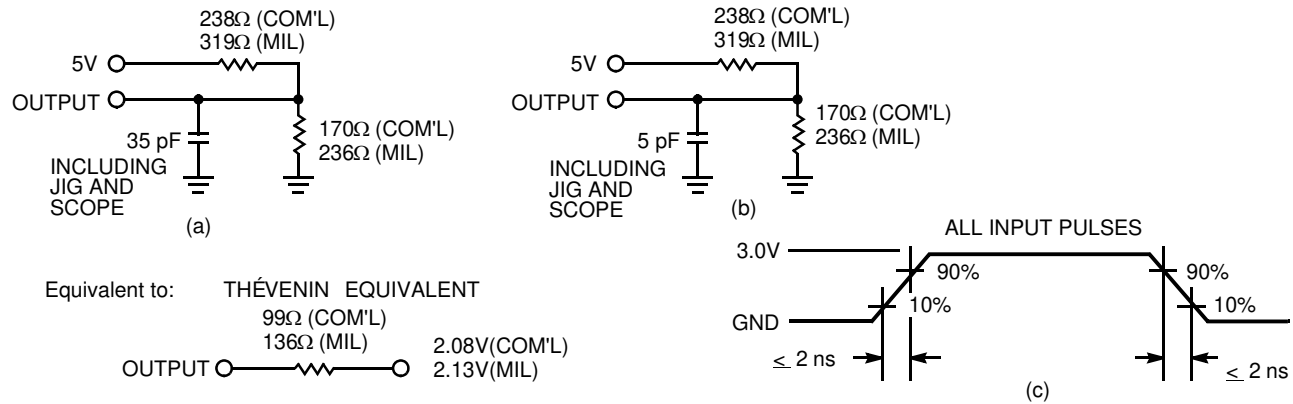 238Ω (COM'L)
319Ω (MIL)
5V
OUTPUT
35 pF
170Ω (COM'L)
236Ω (MIL)
INCLUDING
JIG AND
SCOPE
(a)
238Ω (COM'L)
319Ω (MIL)
5V
OUTPUT
5 pF
170Ω (COM'L)
236Ω (MIL)
INCLUDING
JIG AND
SCOPE
(b)
Equivalent to: THÉVENIN EQUIVALENT
99Ω (COM'L)
136Ω (MIL)
OUTPUT
2.08V(COM'L)
2.13V(MIL)
ALL INPUT PULSES
3.0V
90%
10%
GND
≤ 2 ns
90%
10%
≤ 2 ns
(c)